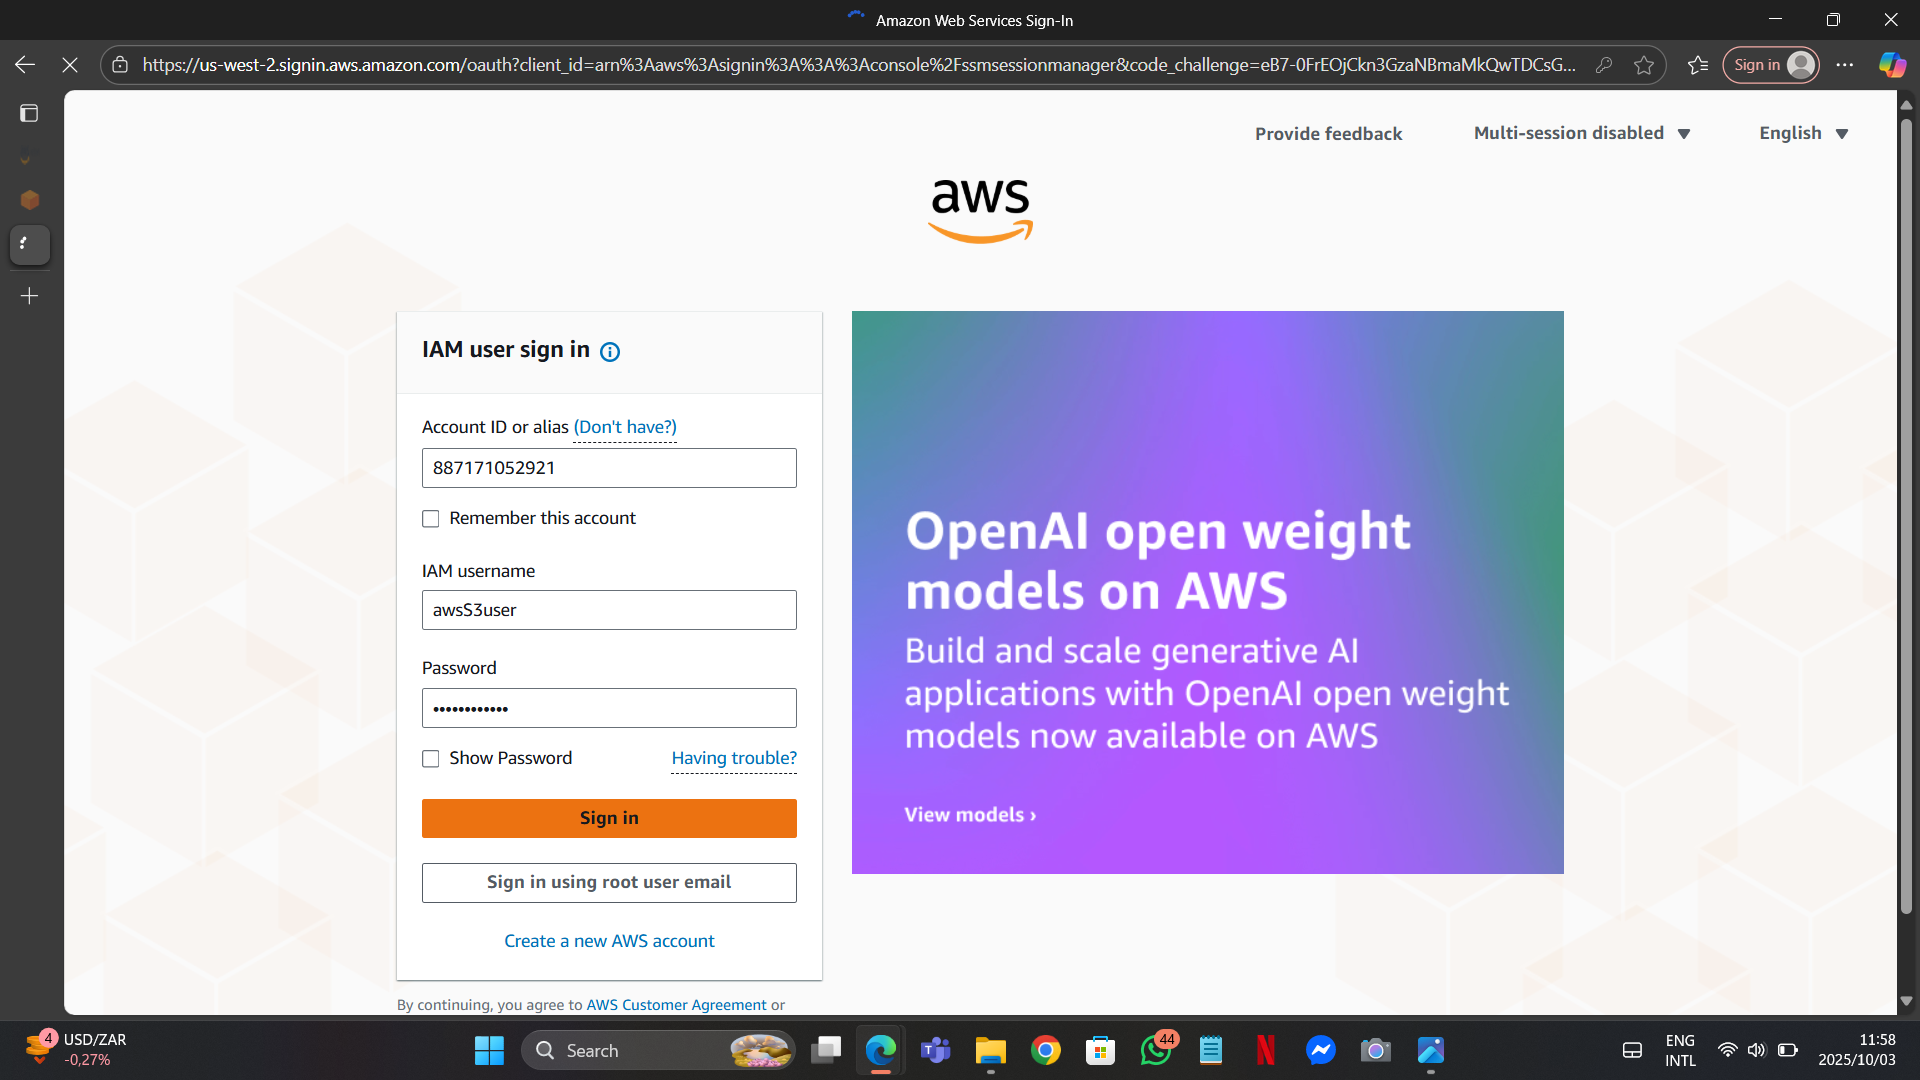 Amazon Web Services Sign-In
https://us-west-2.signin.aws.amazon.com/oauth?client_id=arn%3Aaws%3Asignin%3A%3A%3Aconsole%2Fssmsessionmanager&code_challenge=eB7-0FrEOjCkn3GzaNBmaMkQwTDCsG...
Sign in
Provide feedback
Multi-session disabled
English
aws
IAM user sign in
Account ID or alias (Don't have?)
887171052921
Remember this account
IAM username
awsS3user
Password
••••••••••••
Show Password
Having trouble?
Sign in
Sign in using root user email
Create a new AWS account
By continuing, you agree to AWS Customer Agreement or
OpenAI open weight
models on AWS
Build and scale generative AI
applications with OpenAI open weight
models now available on AWS
View models ›
4
USD/ZAR
-0,27%
Search
44
ENG
INTL
11:58
2025/10/03